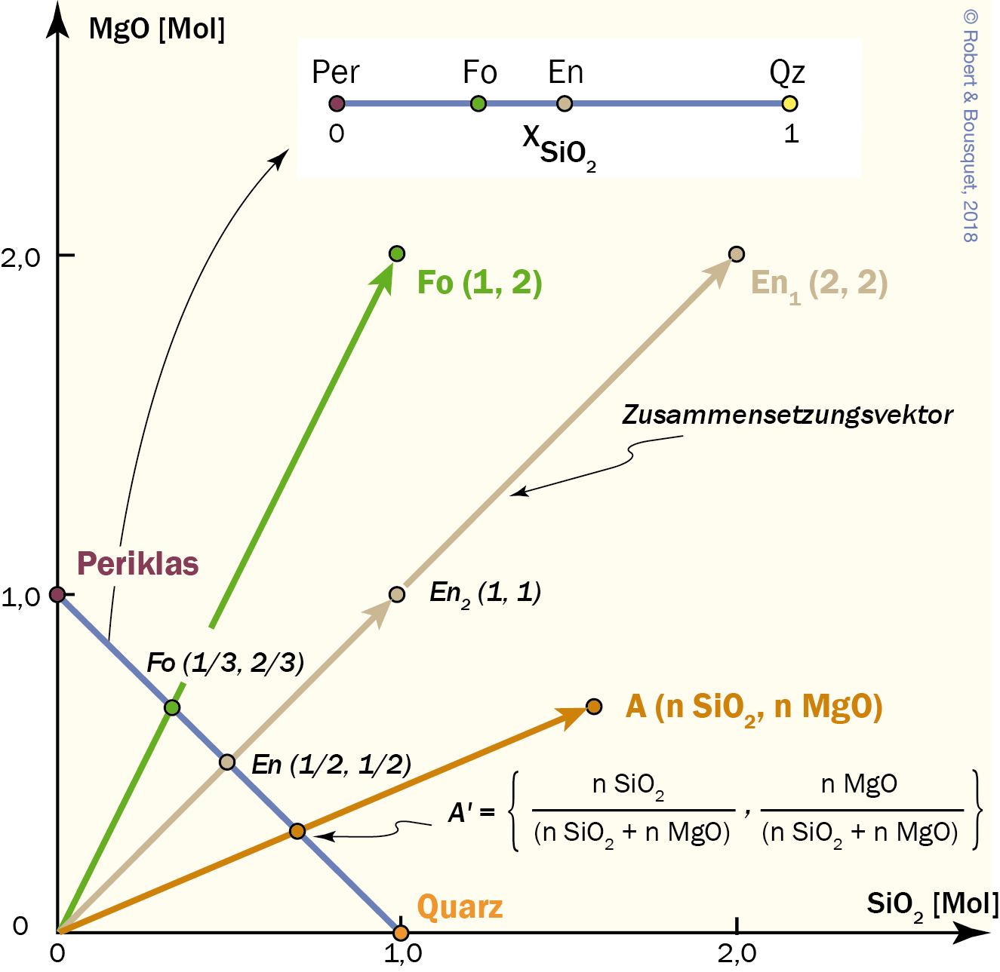 MgO [Mol]
© Robert & Bousquet, 2018
Per Fo En Qz
0 1
X_SiO₂
2,0
Fo (1, 2)
En₁ (2, 2)
Zusammensetzungsvektor
Periklas
1,0
En₂ (1, 1)
Fo (1/3, 2/3)
A (n SiO₂, n MgO)
En (1/2, 1/2)
A' = { n SiO₂ / (n SiO₂ + n MgO) , n MgO / (n SiO₂ + n MgO) }
Quarz
SiO₂ [Mol]
0
0 1,0 2,0